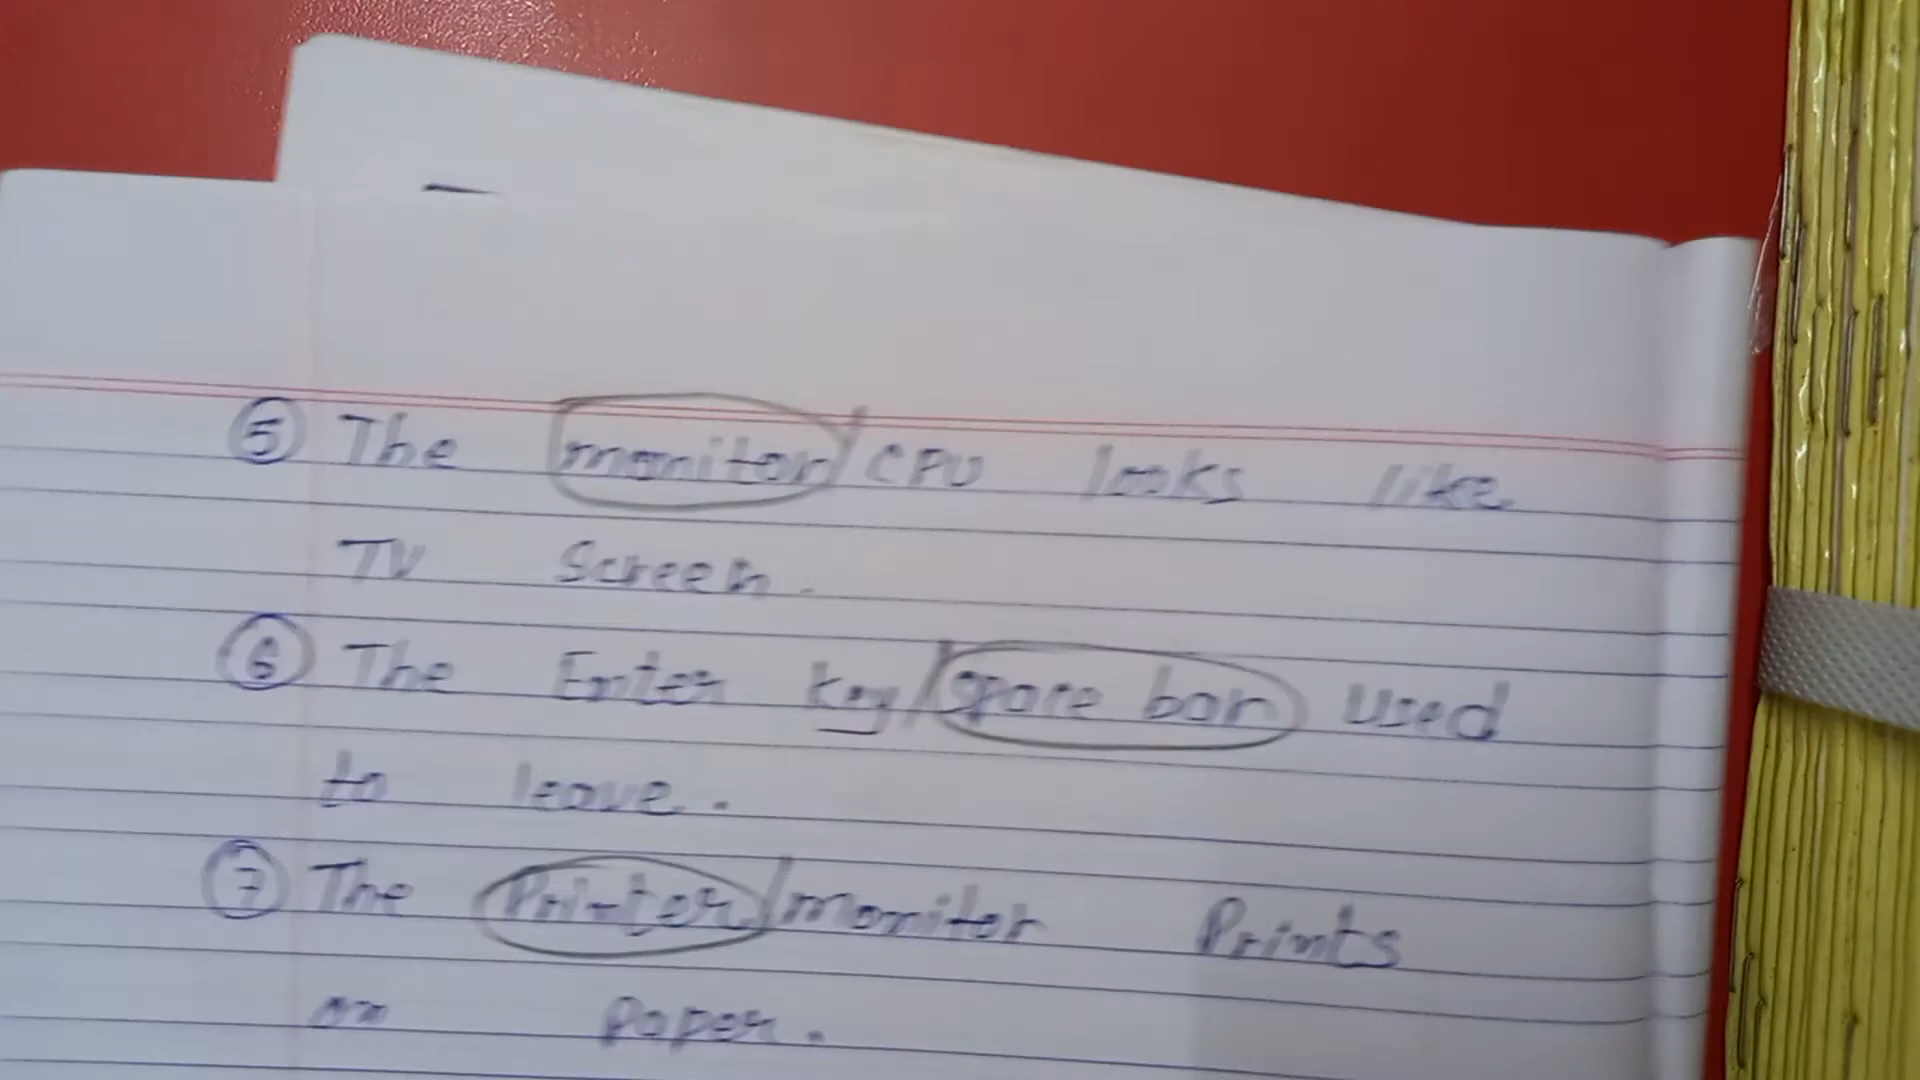 5 The monitor/CPU looks like
TV Screen.
6 The Enter key/space bar used
to leave.
7 The Printer/monitor Prints
on Paper.